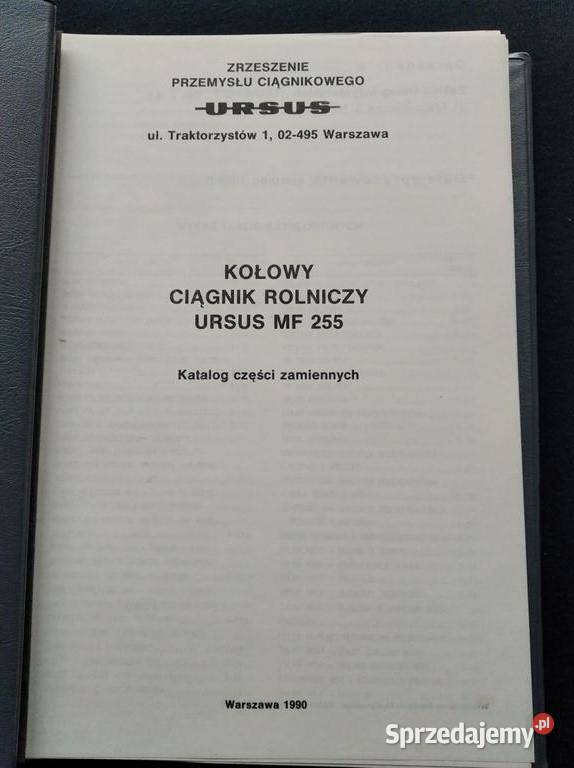 ZRZESZENIE
PRZEMYSŁU CIĄGNIKOWEGO
URSUS
ul. Traktorzystów 1, 02-495 Warszawa
KOŁOWY
CIĄGNIK ROLNICZY
URSUS MF 255
Katalog części zamiennych
Warszawa 1990
Sprzedajemy.pl